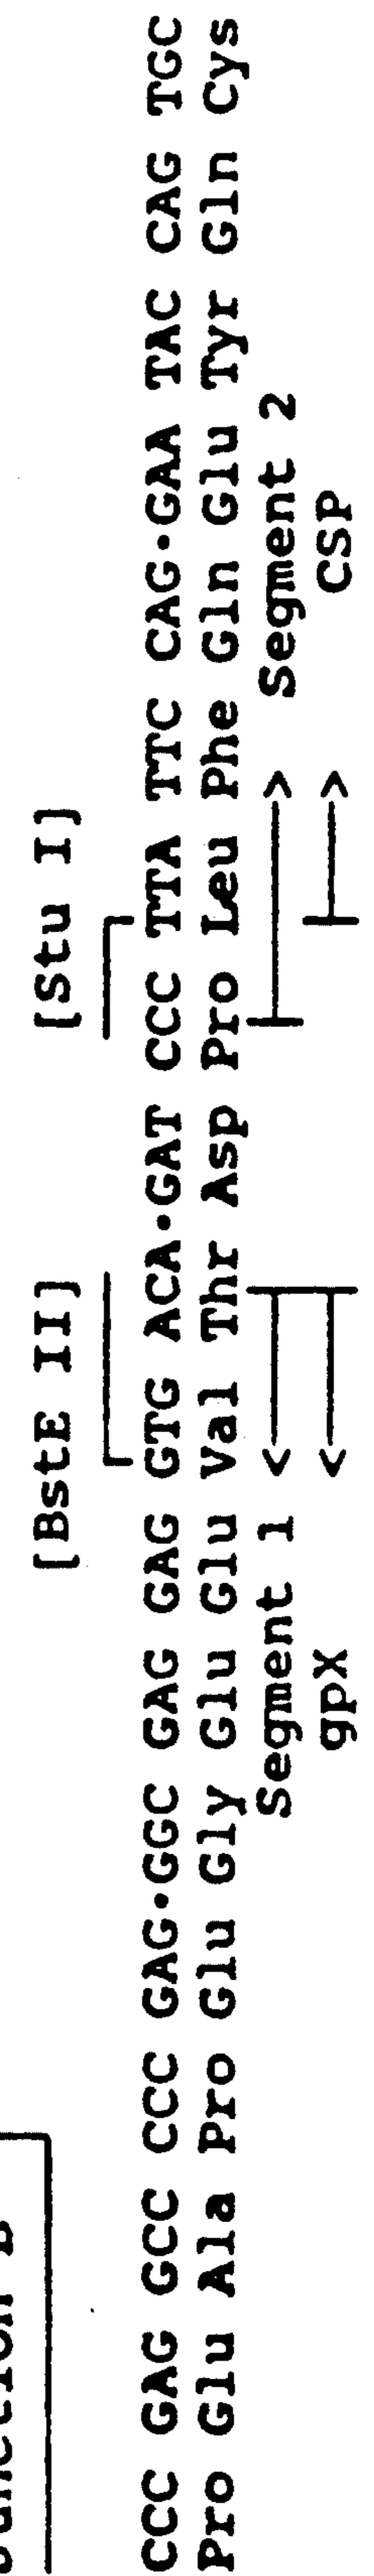 [BstE II] [Stu I]
CCC GAG GCC CCC GAG·GGC GAG GAG GTG ACA·GAT CCC TTA TTC CAG·GAA TAC CAG TGC
Pro Glu Ala Pro Glu Gly Glu Glu Val Thr Asp Pro Leu Phe Gln Glu Tyr Gln Cys
Segment 1 < > Segment 2
gpX < > CSP